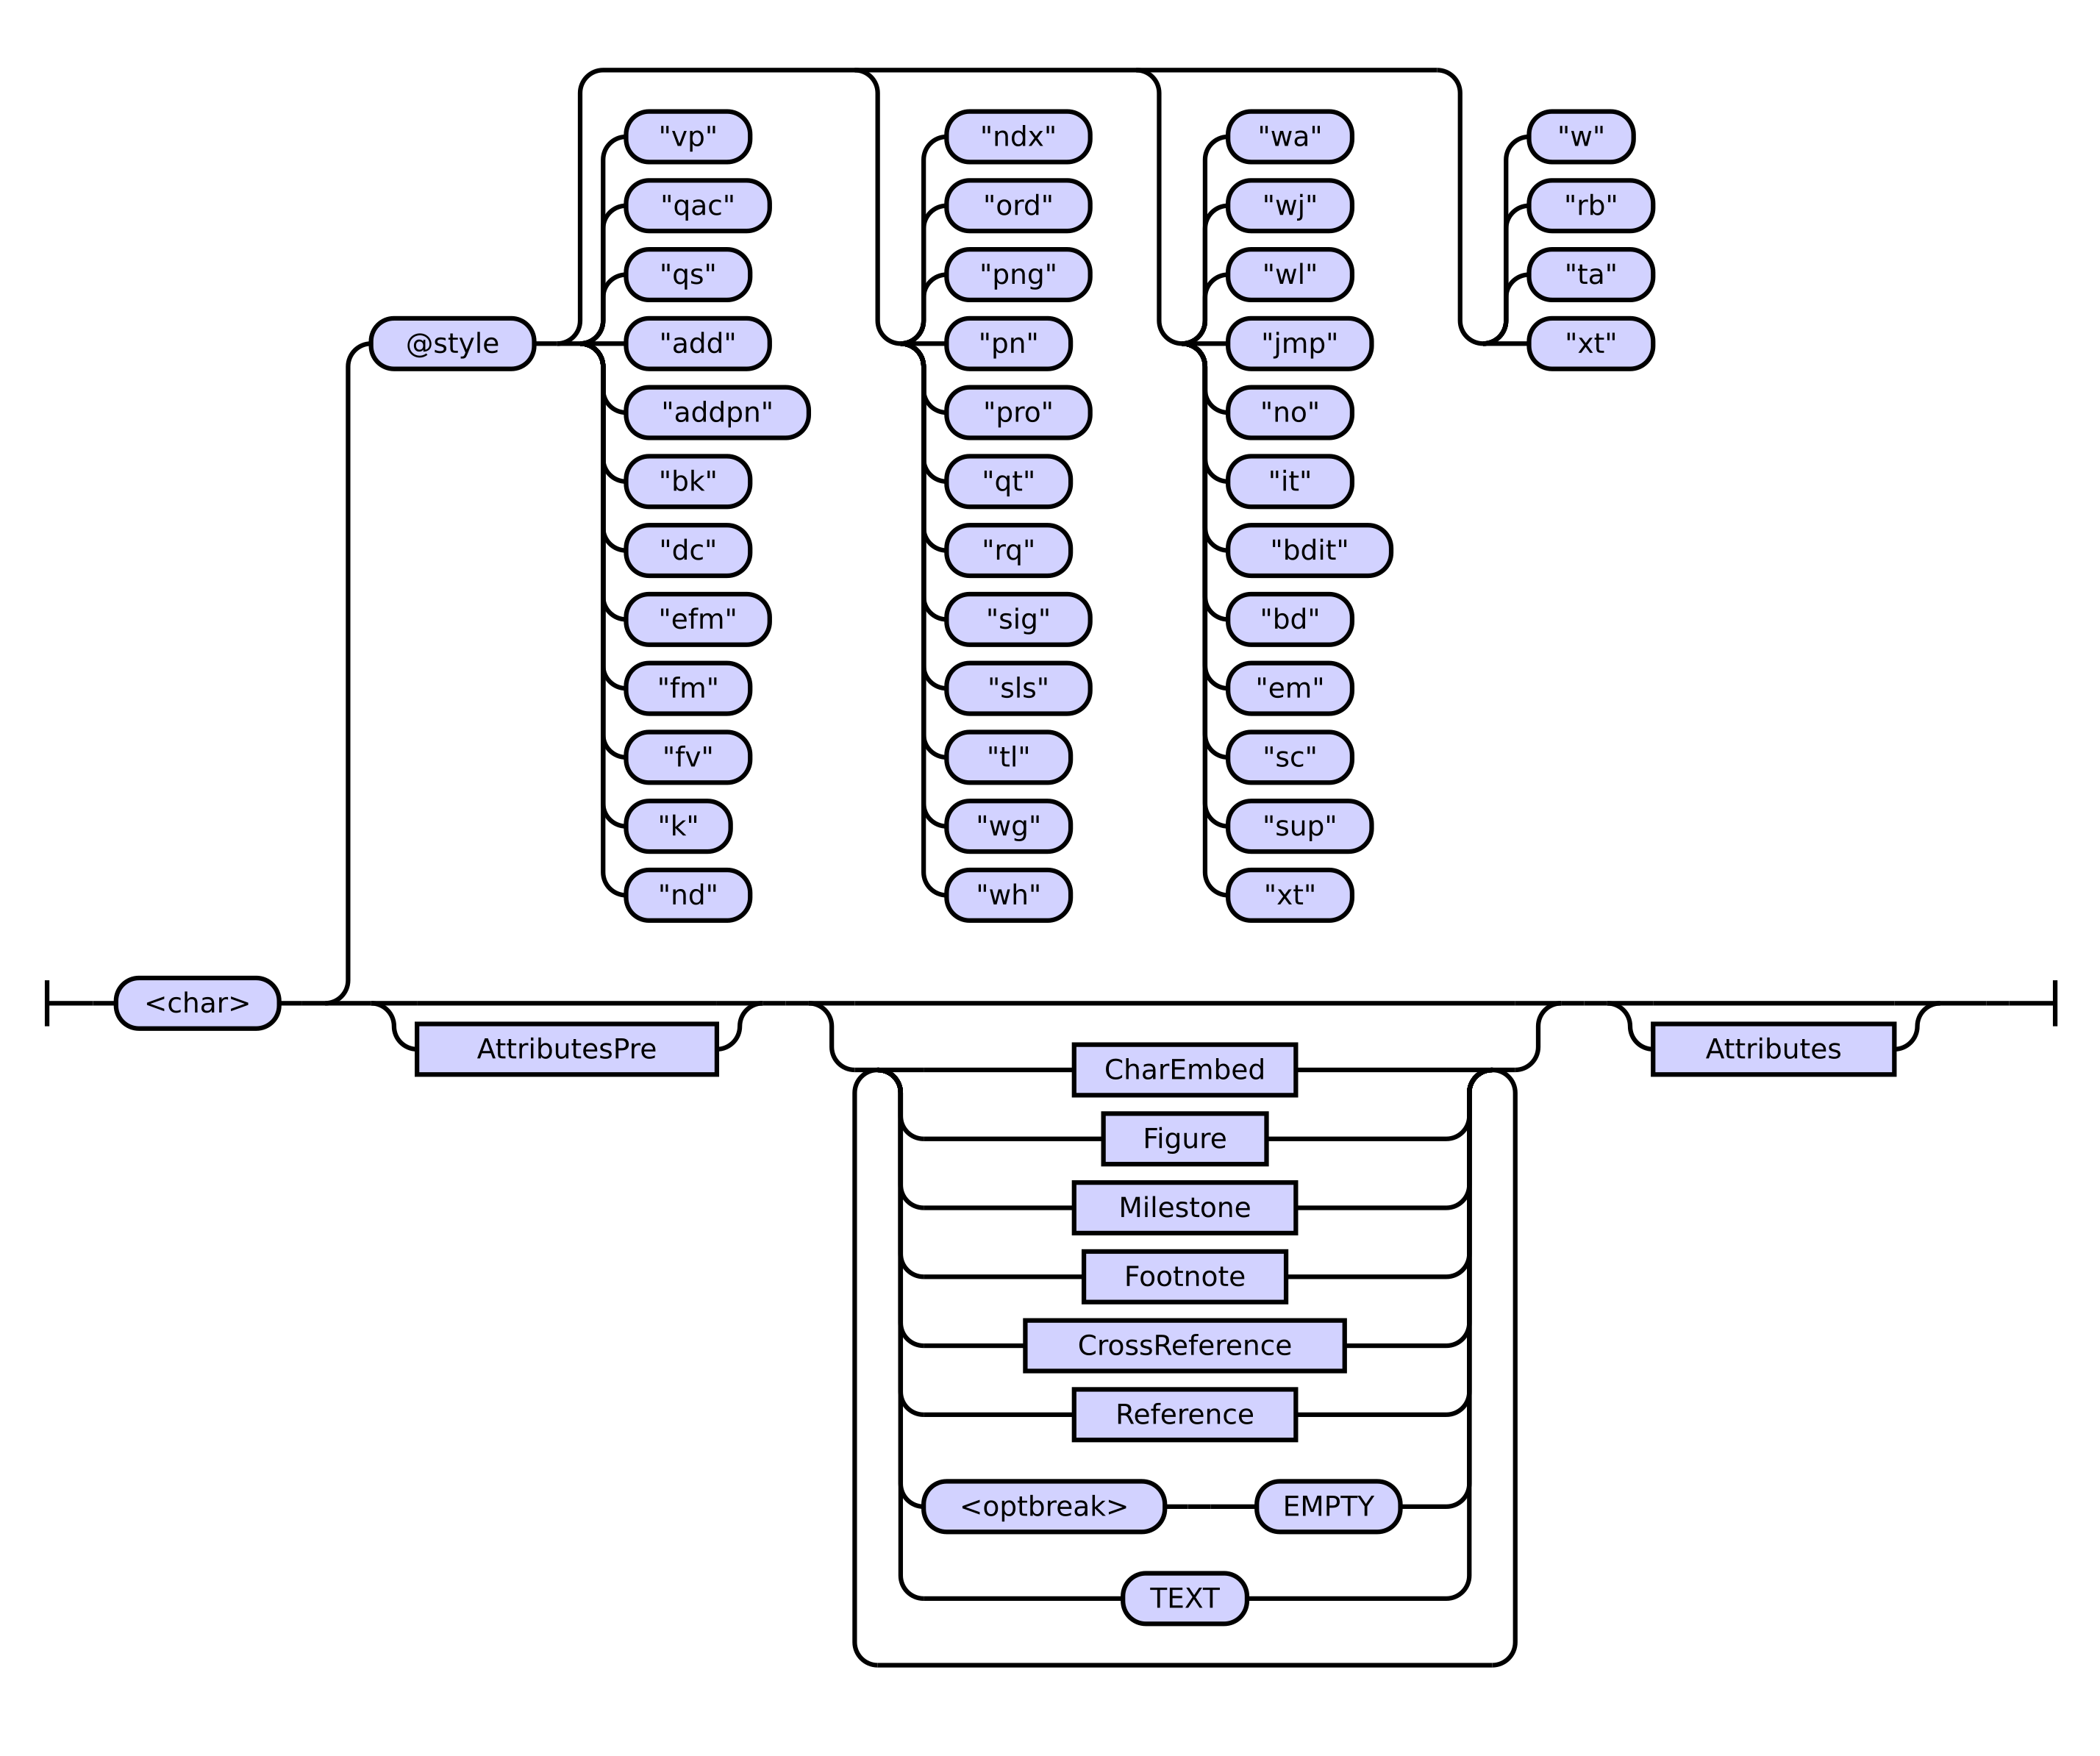 "vp" "ndx" "wa" "w"
"qac" "ord" "wj" "rb"
"qs" "png" "wl" "ta"
@style "add" "pn" "jmp" "xt"
"addpn" "pro" "no"
"bk" "qt" "it"
"dc" "rq" "bdit"
"efm" "sig" "bd"
"fm" "sls" "em"
"fv" "tl" "sc"
"k" "wg" "sup"
"nd" "wh" "xt"
<char>
AttributesPre Attributes
CharEmbed
Figure
Milestone
Footnote
CrossReference
Reference
<optbreak> EMPTY
TEXT